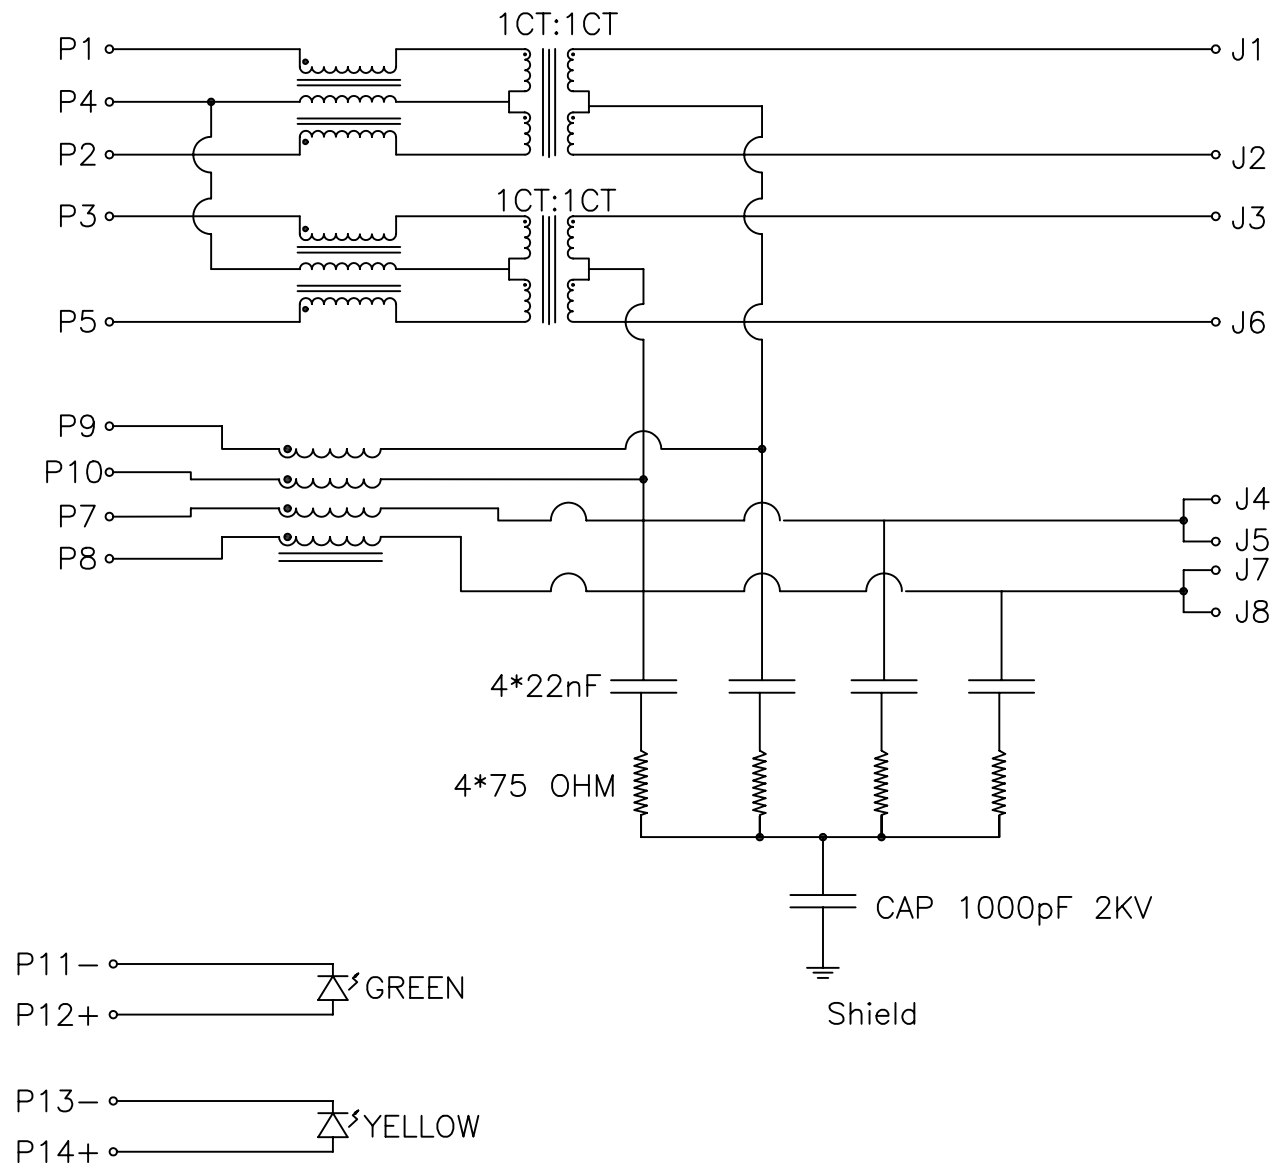 1CT:1CT
P1
J1
P4
P2
J2
1CT:1CT
P3
J3
P5
J6
P9
P10
J4
P7
J5
P8
J7
J8
4*22nF
4*75 OHM
CAP 1000pF 2KV
P11-
GREEN
P12+
Shield
P13-
YELLOW
P14+